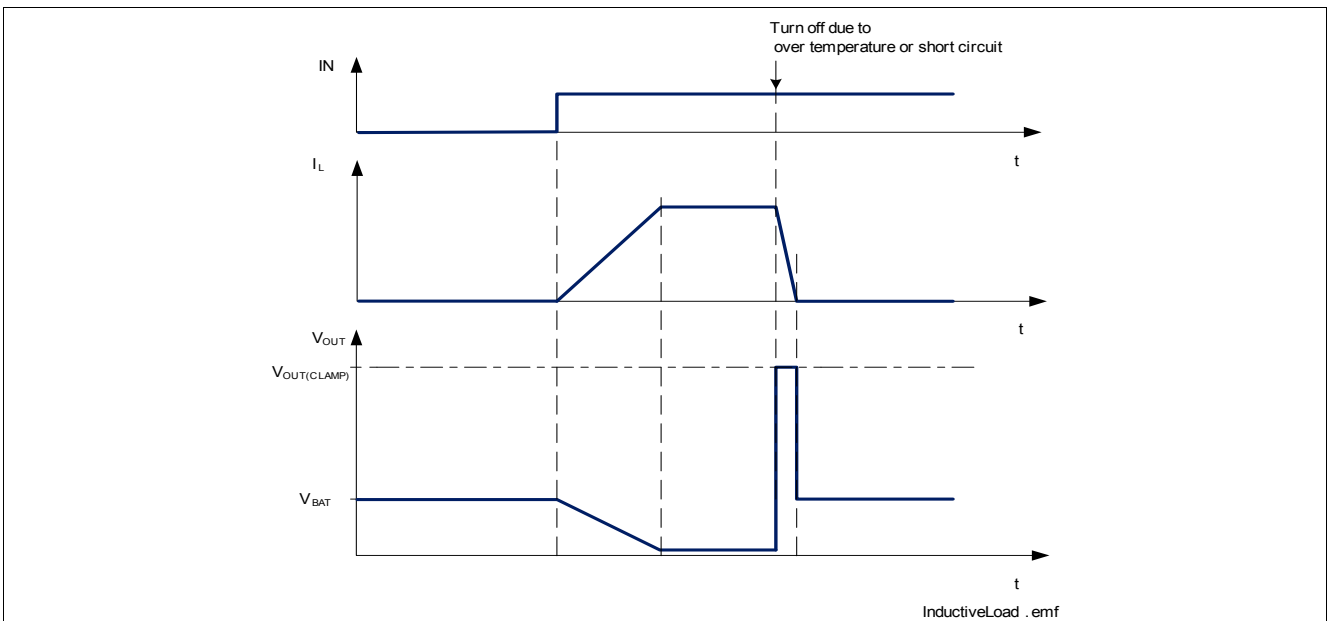 Turn off due to
over temperature or short circuit
IN
t
IL
t
VOUT
VOUT(CLAMP)
VBAT
t
InductiveLoad .emf